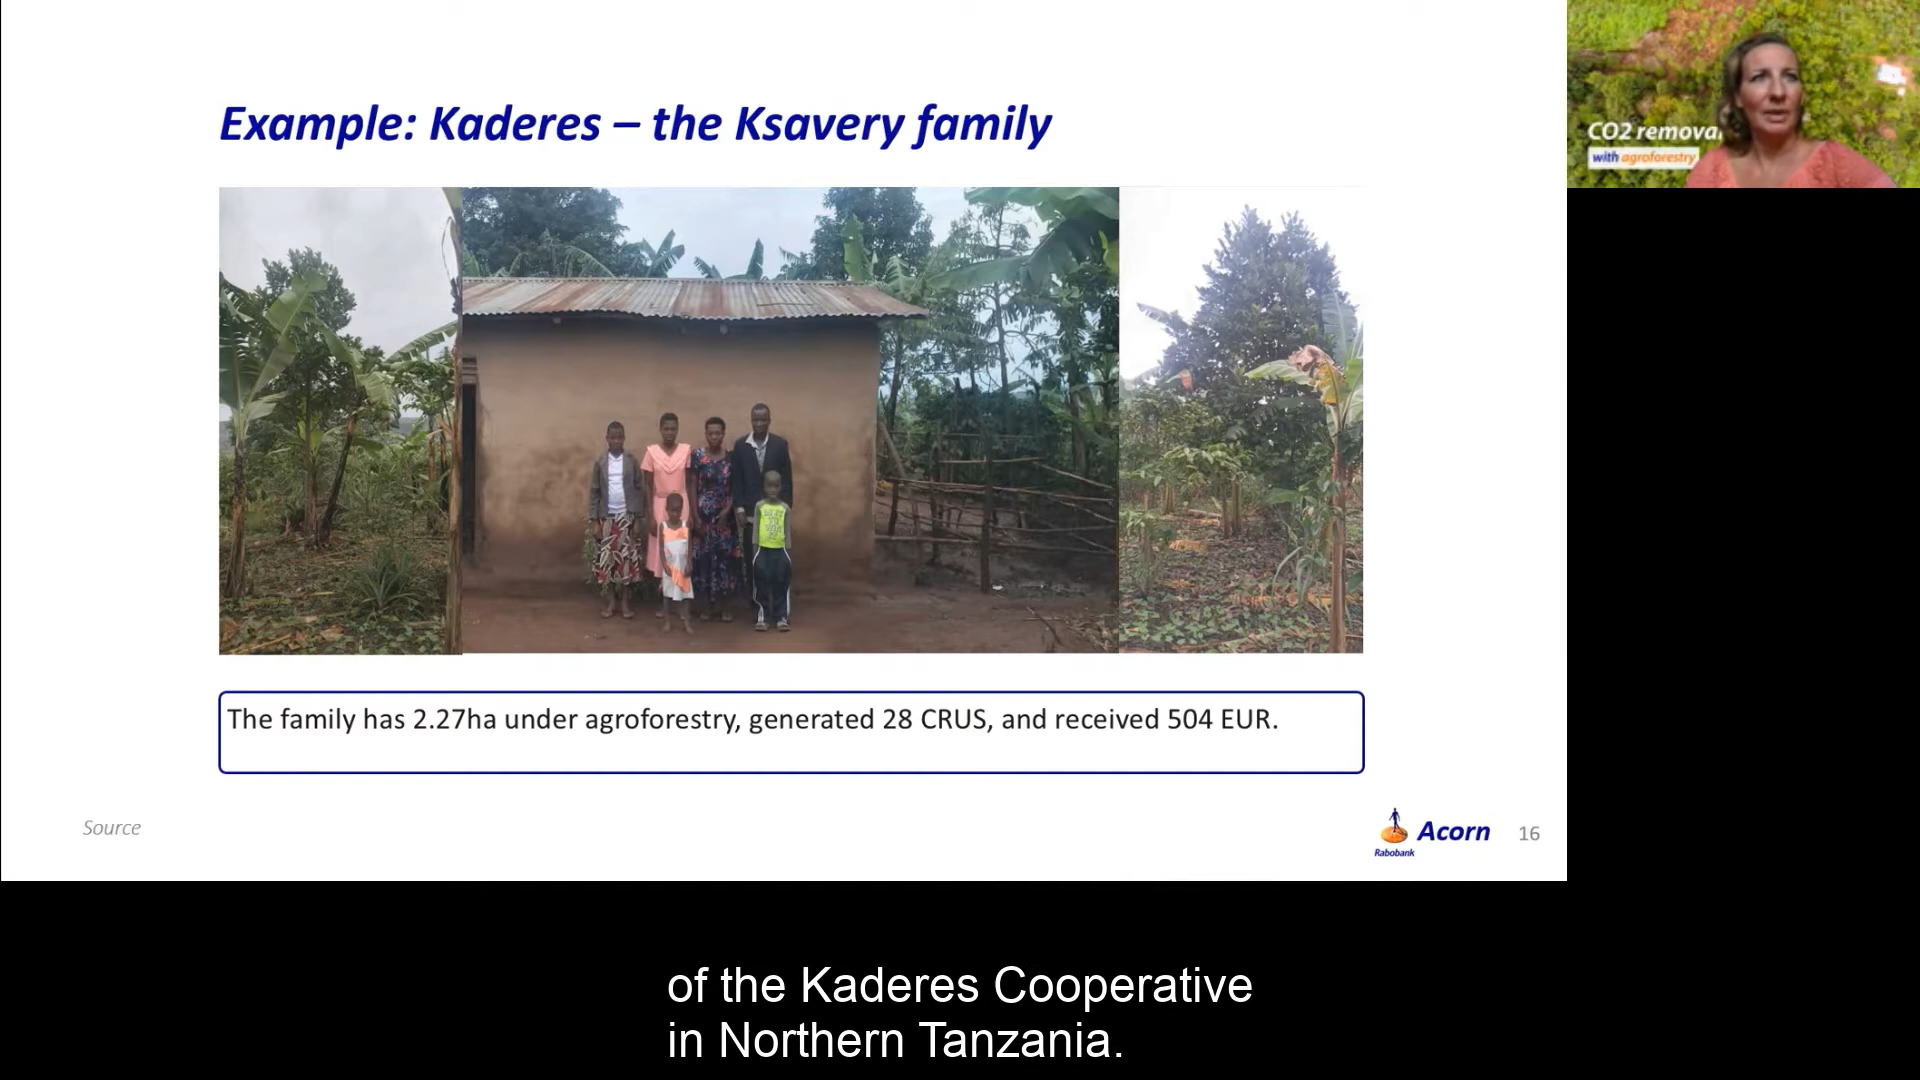 Example: Kaderes – the Ksavery family
CO2 removal
with agroforestry
The family has 2.27ha under agroforestry, generated 28 CRUS, and received 504 EUR.
Source
Rabobank
Acorn
16
of the Kaderes Cooperative
in Northern Tanzania.